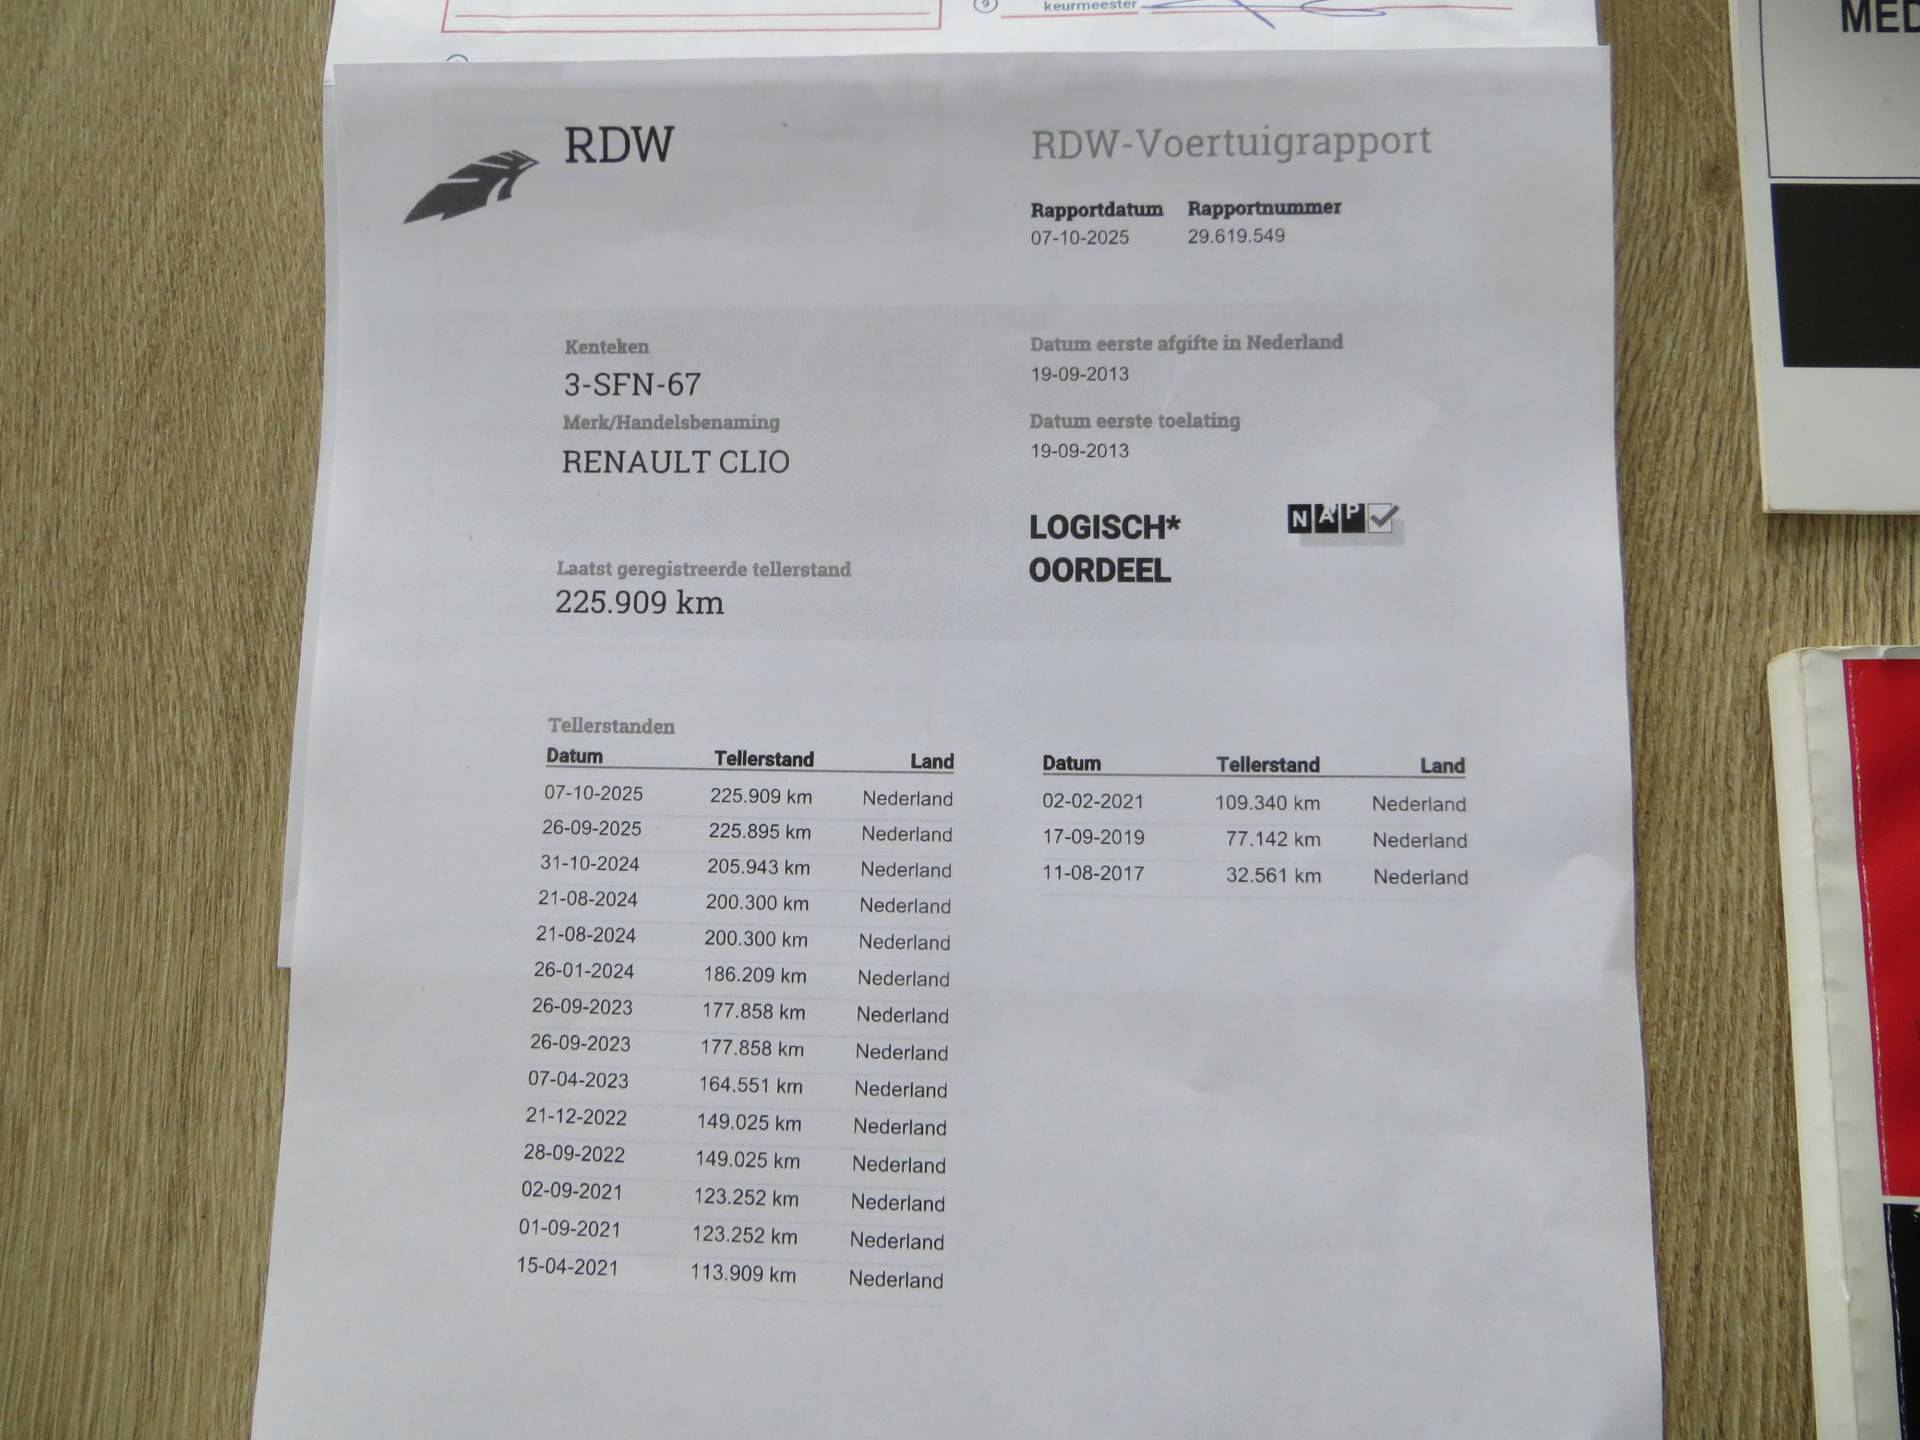 keurmeester
MED
RDW
RDW-Voertuigrapport
Rapportdatum Rapportnummer
07-10-2025 29.619.549
Kenteken
3-SFN-67
Merk/Handelsbenaming
RENAULT CLIO
Datum eerste afgifte in Nederland
19-09-2013
Datum eerste toelating
19-09-2013
Laatst geregistreerde tellerstand
225.909 km
LOGISCH*
OORDEEL
NAP
Tellerstanden
Datum Tellerstand Land
07-10-2025 225.909 km Nederland
26-09-2025 225.895 km Nederland
31-10-2024 205.943 km Nederland
21-08-2024 200.300 km Nederland
21-08-2024 200.300 km Nederland
26-01-2024 186.209 km Nederland
26-09-2023 177.858 km Nederland
26-09-2023 177.858 km Nederland
07-04-2023 164.551 km Nederland
21-12-2022 149.025 km Nederland
28-09-2022 149.025 km Nederland
02-09-2021 123.252 km Nederland
01-09-2021 123.252 km Nederland
15-04-2021 113.909 km Nederland
Datum Tellerstand Land
02-02-2021 109.340 km Nederland
17-09-2019 77.142 km Nederland
11-08-2017 32.561 km Nederland